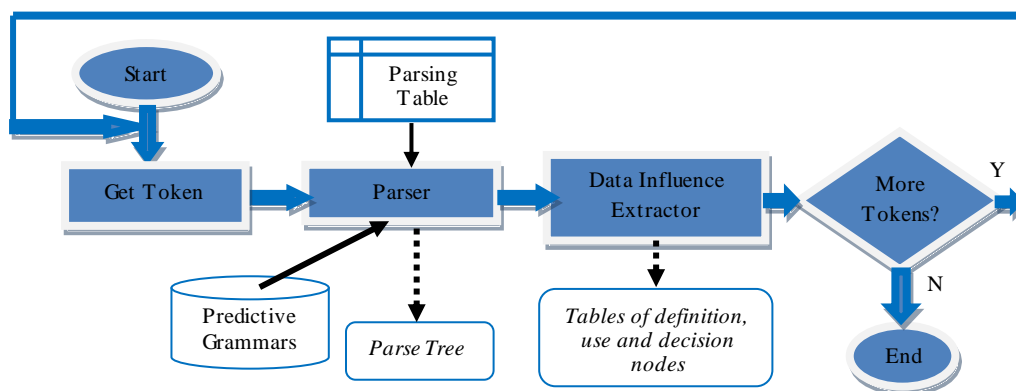 Start
Parsing
Table
Get Token
Parser
Data Influence
Extractor
More
Tokens?
Y
N
Predictive
Grammars
Parse Tree
Tables of definition,
use and decision
nodes
End